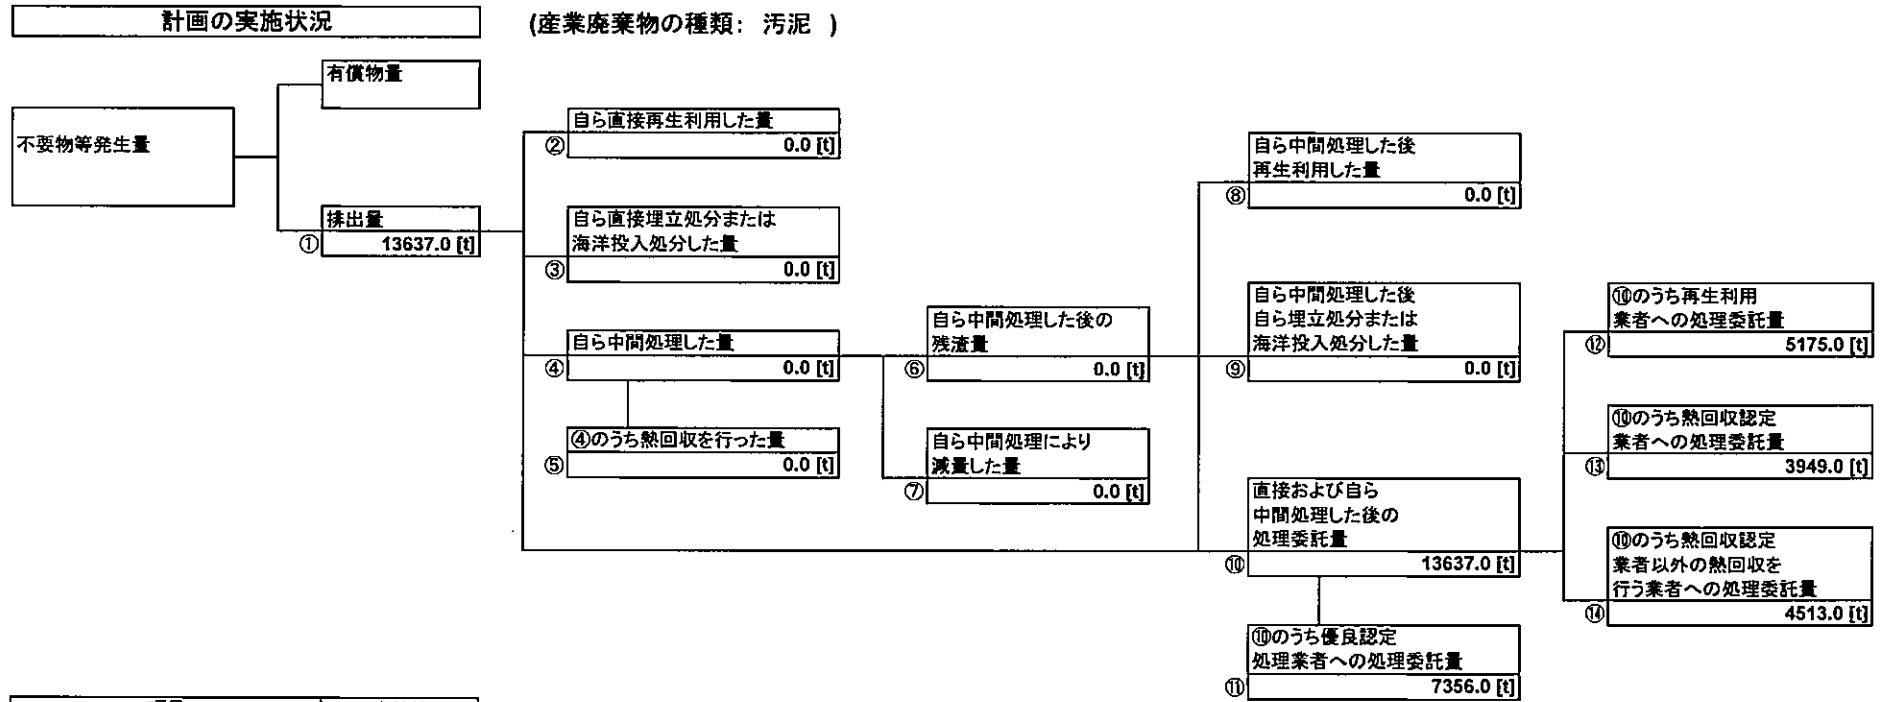 計画の実施状況
(産業廃棄物の種類： 汚泥 )
有償物量
不要物等発生量
排出量
① 13637.0 [t]
自ら直接再生利用した量
② 0.0 [t]
自ら直接埋立処分または
海洋投入処分した量
③ 0.0 [t]
自ら中間処理した量
④ 0.0 [t]
④のうち熱回収を行った量
⑤ 0.0 [t]
自ら中間処理した後の
残渣量
⑥ 0.0 [t]
自ら中間処理により
減量した量
⑦ 0.0 [t]
自ら中間処理した後
再生利用した量
⑧ 0.0 [t]
自ら中間処理した後
自ら埋立処分または
海洋投入処分した量
⑨ 0.0 [t]
直接および自ら
中間処理した後の
処理委託量
⑩ 13637.0 [t]
⑩のうち優良認定
処理業者への処理委託量
⑪ 7356.0 [t]
⑩のうち再生利用
業者への処理委託量
⑫ 5175.0 [t]
⑩のうち熱回収認定
業者への処理委託量
⑬ 3949.0 [t]
⑩のうち熱回収認定
業者以外の熱回収を
行う業者への処理委託量
⑭ 4513.0 [t]